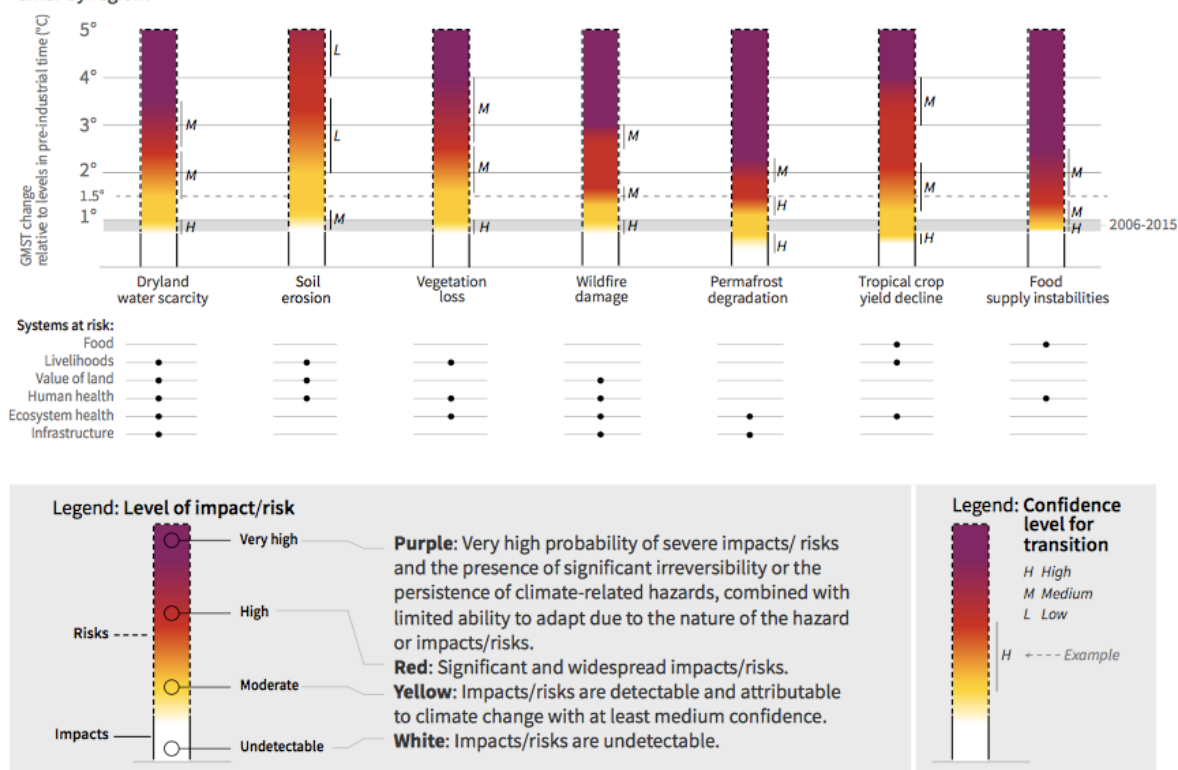 5°
4°
3°
2°
1.5°
1°
GMST change
relative to levels in pre-industrial time (°C)
M
M
H
L
L
M
M
M
H
M
M
H
M
H
H
M
M
H
M
M
H
2006-2015
Dryland
water scarcity
Soil
erosion
Vegetation
loss
Wildfire
damage
Permafrost
degradation
Tropical crop
yield decline
Food
supply instabilities
Systems at risk:
Food
Livelihoods
Value of land
Human health
Ecosystem health
Infrastructure
Legend: Level of impact/risk
Very high
High
Moderate
Undetectable
Risks
Impacts
Purple: Very high probability of severe impacts/ risks
and the presence of significant irreversibility or the
persistence of climate-related hazards, combined with
limited ability to adapt due to the nature of the hazard
or impacts/risks.
Red: Significant and widespread impacts/risks.
Yellow: Impacts/risks are detectable and attributable
to climate change with at least medium confidence.
White: Impacts/risks are undetectable.
Legend: Confidence
level for
transition
H High
M Medium
L Low
H
Example